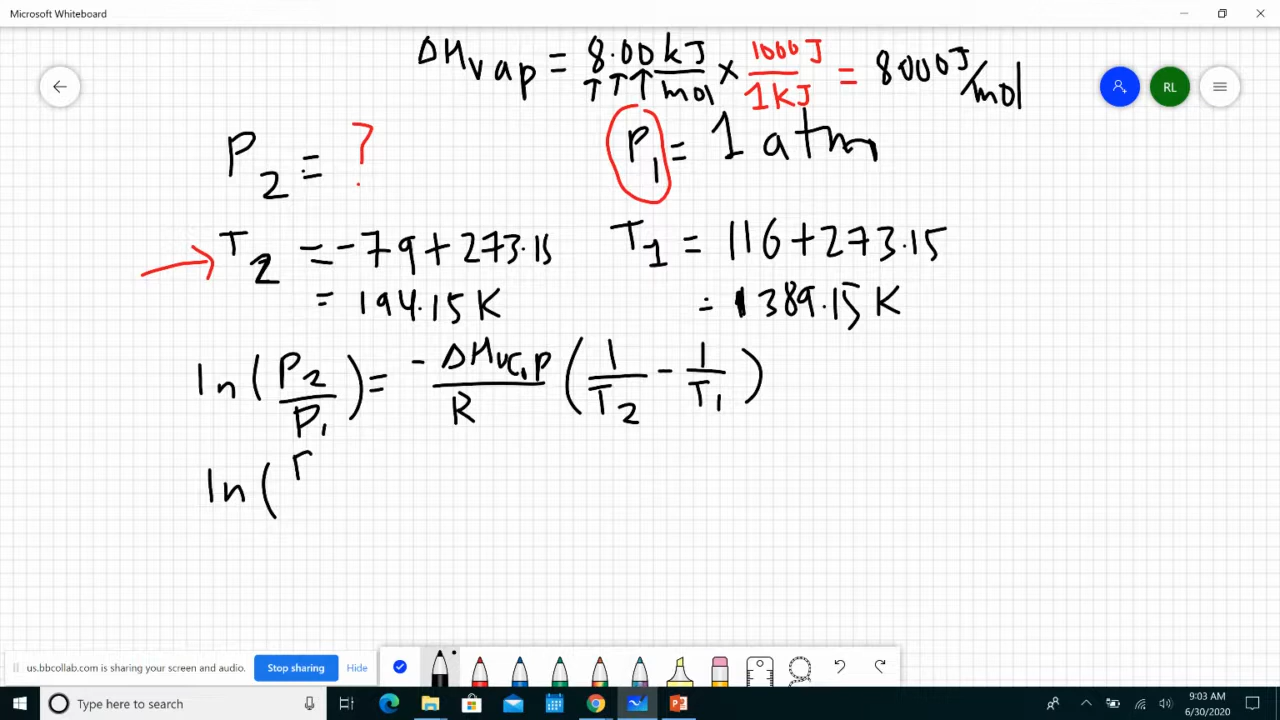 Microsoft Whiteboard
ΔHvap = 8.00 kJ/mol × 1000 J/1 KJ = 8000 J/mol
P2 = ? P1 = 1 atm
T2 = -79 + 273.15 T1 = 116 + 273.15
= 194.15 K = 389.15 K
ln(P2/P1) = -ΔHvap/R (1/T2 - 1/T1)
ln(
RL
us.bbcollab.com is sharing your screen and audio. Stop sharing Hide
Type here to search
9:03 AM
6/30/2020